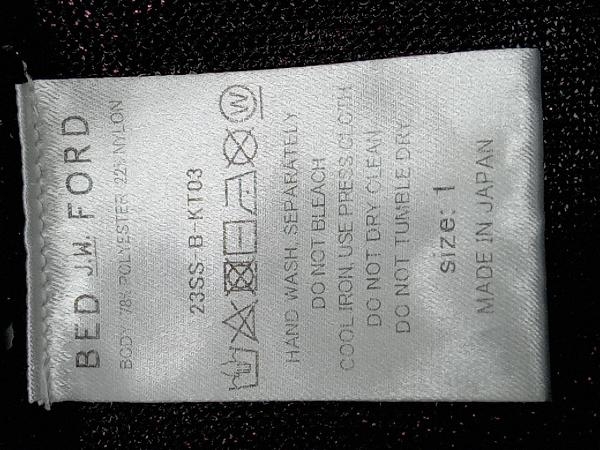 BED J.W. FORD
BODY 78% POLYESTER 22% NYLON
23SS-B-KT03
W
HAND WASH, SEPARATELY
DO NOT BLEACH
COOL IRON, USE PRESS CLOTH
DO NOT DRY CLEAN
DO NOT TUMBLE DRY
size: 1
MADE IN JAPAN